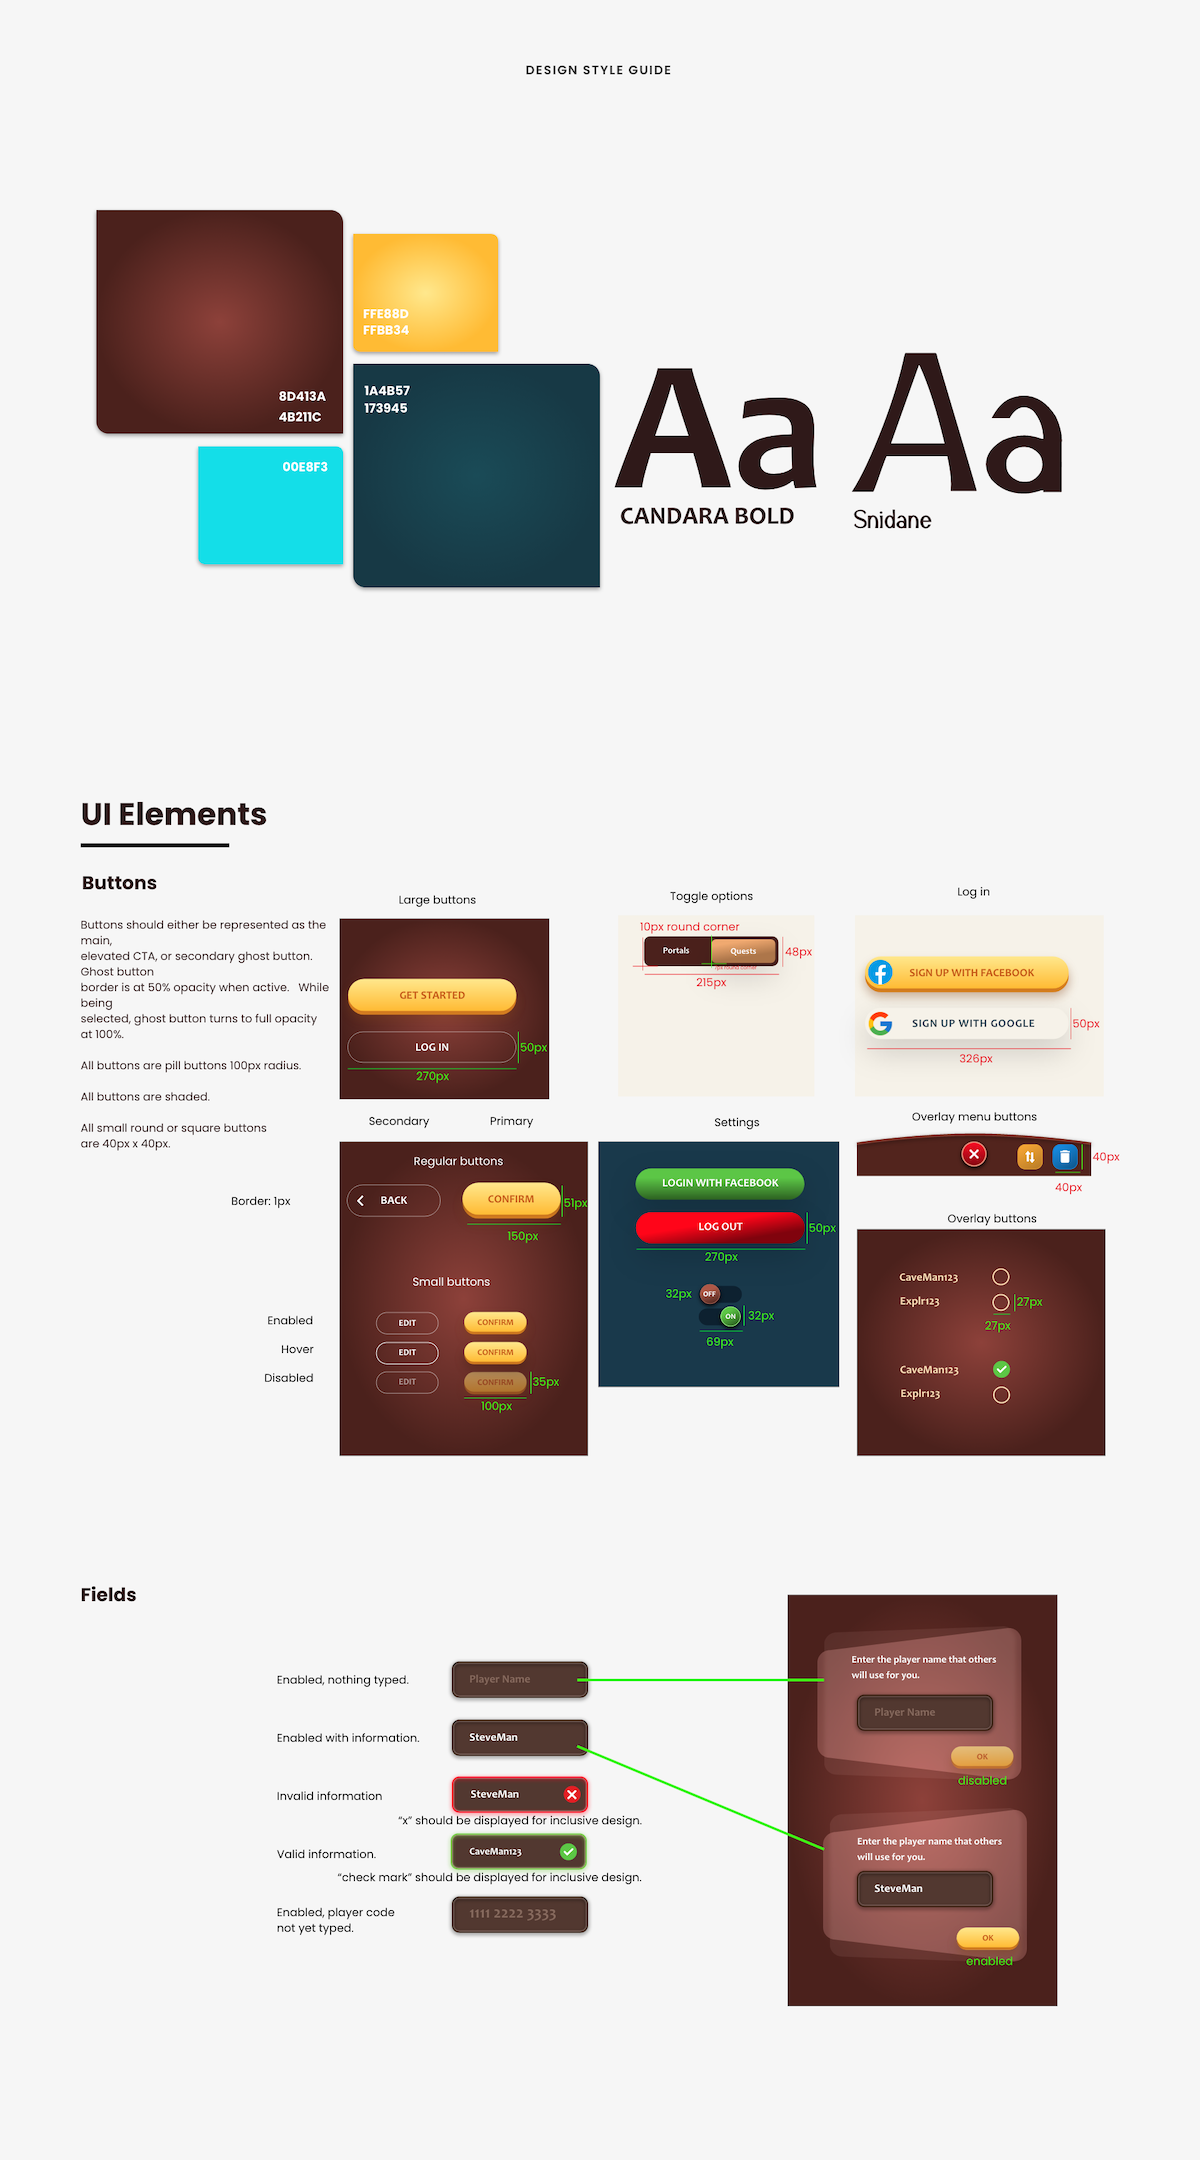 DESIGN STYLE GUIDE
FFE88D
FFBB34
8D413A
4B211C
1A4B57
173945
00E8F3
Aa
CANDARA BOLD
Aa
Snidane
UI Elements
Buttons
Buttons should either be represented as the
main,
elevated CTA, or secondary ghost button.
Ghost button
border is at 50% opacity when active. While
being
selected, ghost button turns to full opacity
at 100%.
All buttons are pill buttons 100px radius.
All buttons are shaded.
All small round or square buttons
are 40px x 40px.
Large buttons
GET STARTED
LOG IN
50px
270px
Toggle options
10px round corner
Portals
Quests
48px
7px round corner
215px
Log in
SIGN UP WITH FACEBOOK
SIGN UP WITH GOOGLE
50px
326px
Secondary
Primary
Regular buttons
Border: 1px
BACK
CONFIRM
51px
150px
Small buttons
Enabled
EDIT
CONFIRM
Hover
EDIT
CONFIRM
Disabled
EDIT
CONFIRM
35px
100px
Settings
LOGIN WITH FACEBOOK
LOG OUT
50px
270px
32px
OFF
ON
32px
69px
Overlay menu buttons
40px
40px
Overlay buttons
CaveMan123
Explr123
27px
27px
CaveMan123
Explr123
Fields
Enabled, nothing typed.
Player Name
Enabled with information.
SteveMan
Invalid information
SteveMan
“x” should be displayed for inclusive design.
Valid information.
CaveMan123
“check mark” should be displayed for inclusive design.
Enabled, player code
not yet typed.
1111 2222 3333
Enter the player name that others
will use for you.
Player Name
OK
disabled
Enter the player name that others
will use for you.
SteveMan
OK
enabled